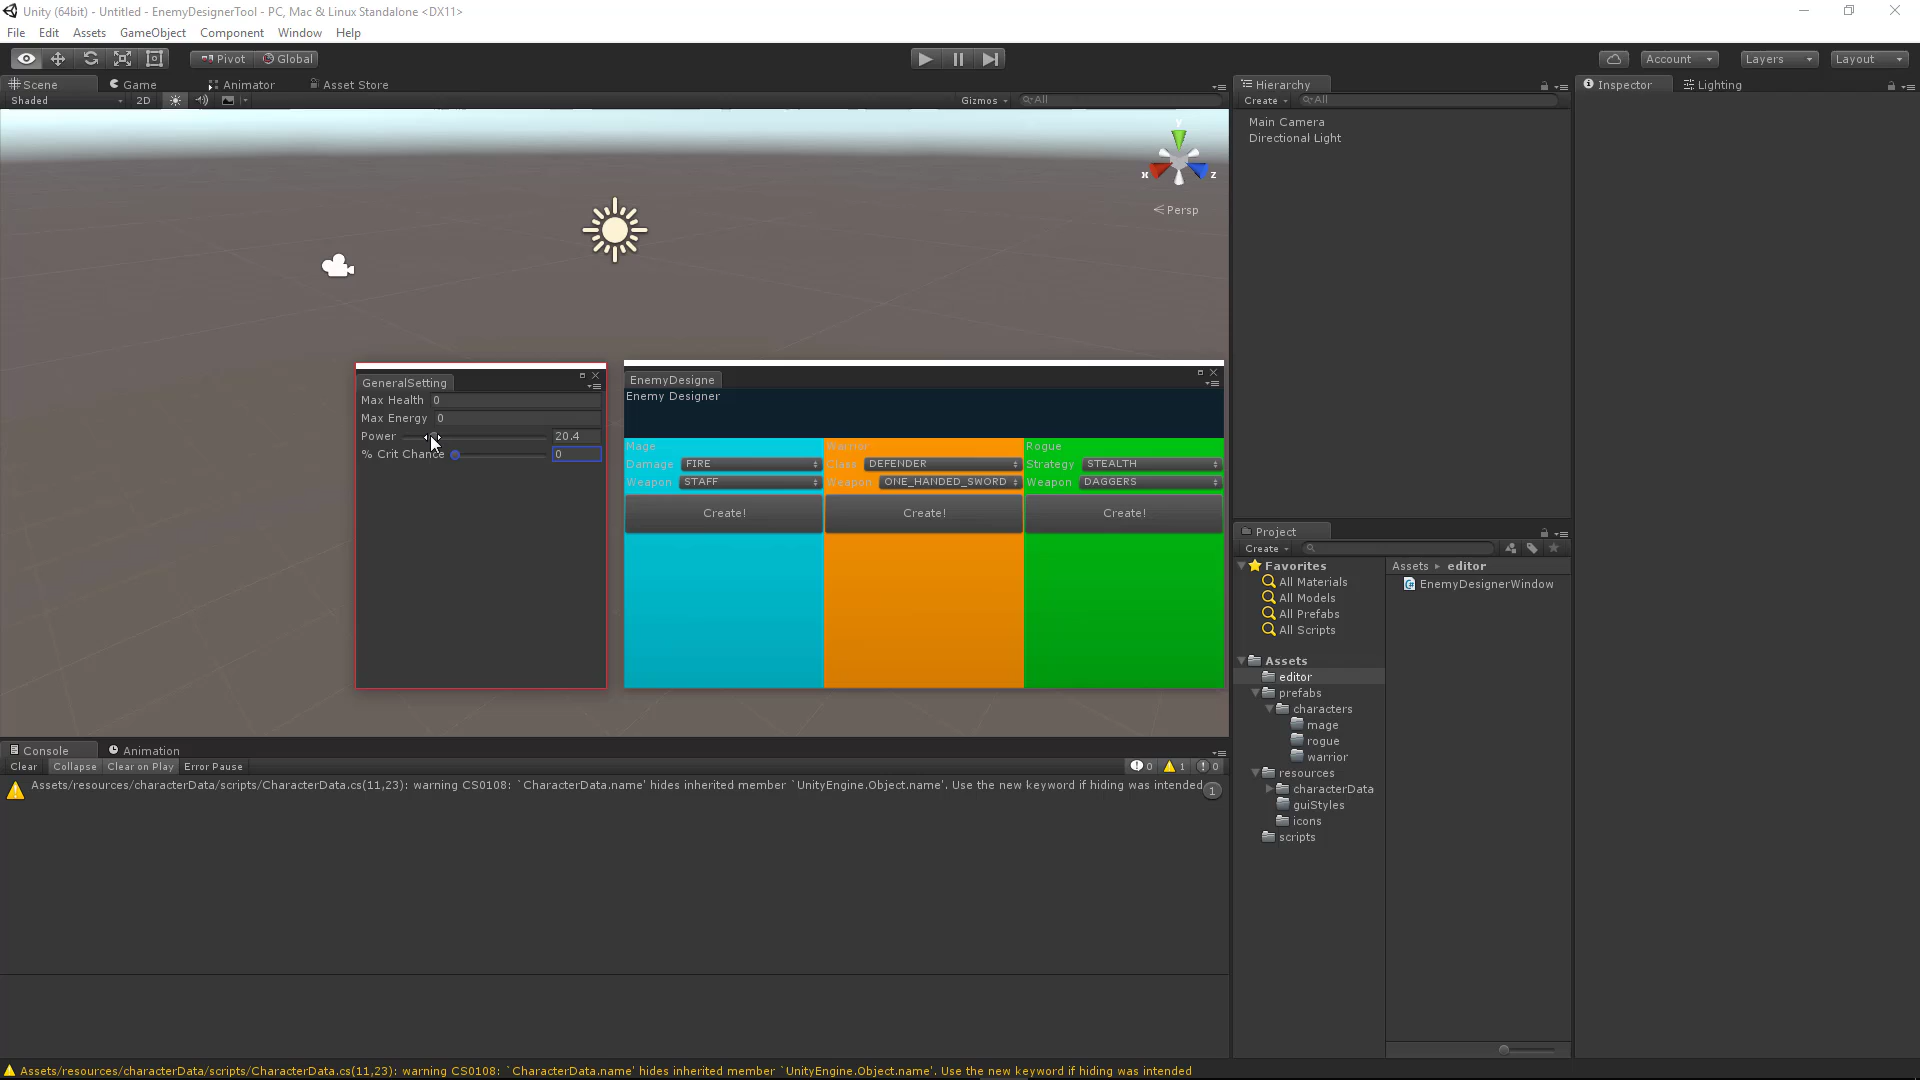 Unity (64bit) - Untitled - EnemyDesignerTool - PC, Mac & Linux Standalone <DX11>
File Edit Assets GameObject Component Window Help
Pivot Global Account Layers Layout
Scene Game Animator Asset Store
Shaded 2D Gizmos All
y
x z
Persp
Hierarchy
Create All
Main Camera
Directional Light
Inspector Lighting
GeneralSetting
Max Health 0
Max Energy 0
Power 20.4
% Crit Chance 0
EnemyDesigne
Enemy Designer
Mage
Damage FIRE
Weapon STAFF
Create!
Warrior
Class DEFENDER
Weapon ONE_HANDED_SWORD
Create!
Rogue
Strategy STEALTH
Weapon DAGGERS
Create!
Project
Create
Favorites
All Materials
All Models
All Prefabs
All Scripts
Assets
editor
prefabs
characters
mage
rogue
warrior
resources
characterData
guiStyles
icons
scripts
Assets editor
EnemyDesignerWindow
Console Animation
Clear Collapse Clear on Play Error Pause 0 1 0
Assets/resources/characterData/scripts/CharacterData.cs(11,23): warning CS0108: `CharacterData.name' hides inherited member `UnityEngine.Object.name'. Use the new keyword if hiding was intended 1
Assets/resources/characterData/scripts/CharacterData.cs(11,23): warning CS0108: `CharacterData.name' hides inherited member `UnityEngine.Object.name'. Use the new keyword if hiding was intended